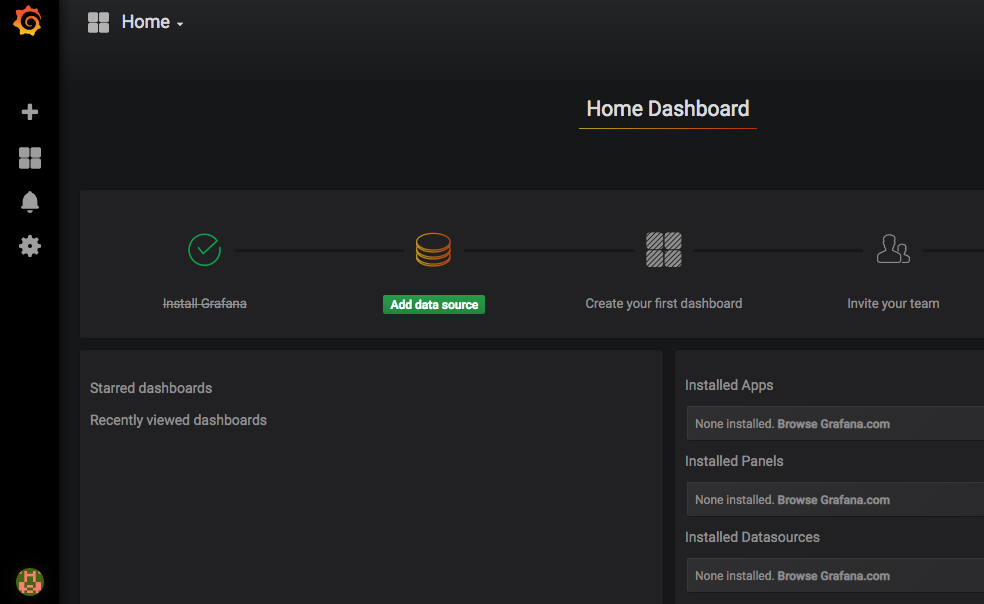 Home
Home Dashboard
Install Grafana
Add data source
Create your first dashboard
Invite your team
Starred dashboards
Recently viewed dashboards
Installed Apps
None installed. Browse Grafana.com
Installed Panels
None installed. Browse Grafana.com
Installed Datasources
None installed. Browse Grafana.com